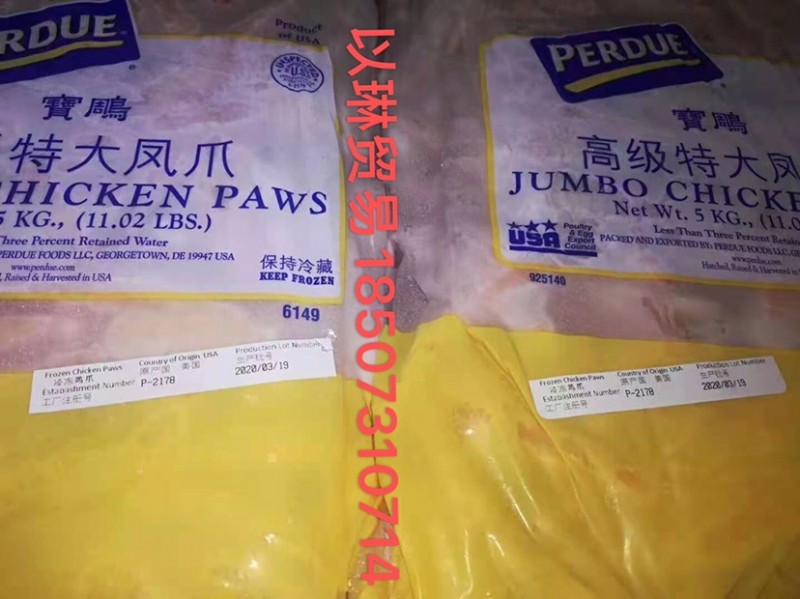 PERDUE
Product
of USA
寶鵰
特大凤爪
CHICKEN PAWS
5 KG., (11.02 LBS.)
Three Percent Retained Water
PERDUE FOODS LLC, GEORGETOWN, DE 19947 USA
www.perdue.com
Raised & Harvested in USA
保持冷藏
KEEP FROZEN
6149
Frozen Chicken Paws
冷冻鸡爪
Country of Origin USA
原产国 美国
Production Lot Number
生产批号
Establishment Number P-2178
2020/03/19
工厂注册号
以琳贸易18507310714
PERDUE
寶鵰
高级特大凤
JUMBO CHICKE
Net Wt. 5 KG., (11.0
Less Than Three Percent Retained
PACKED AND EXPORTED BY: PERDUE FOODS LLC,
www.perdue.com
Hatched, Raised & Harvested in
USA
Poultry
& Egg
Export
Council
925140
Frozen Chicken Paws
冷冻鸡爪
Country of Origin USA
原产国 美国
Production Lot Number
生产批号
Establishment Number P-2178
2020/03/19
工厂注册号